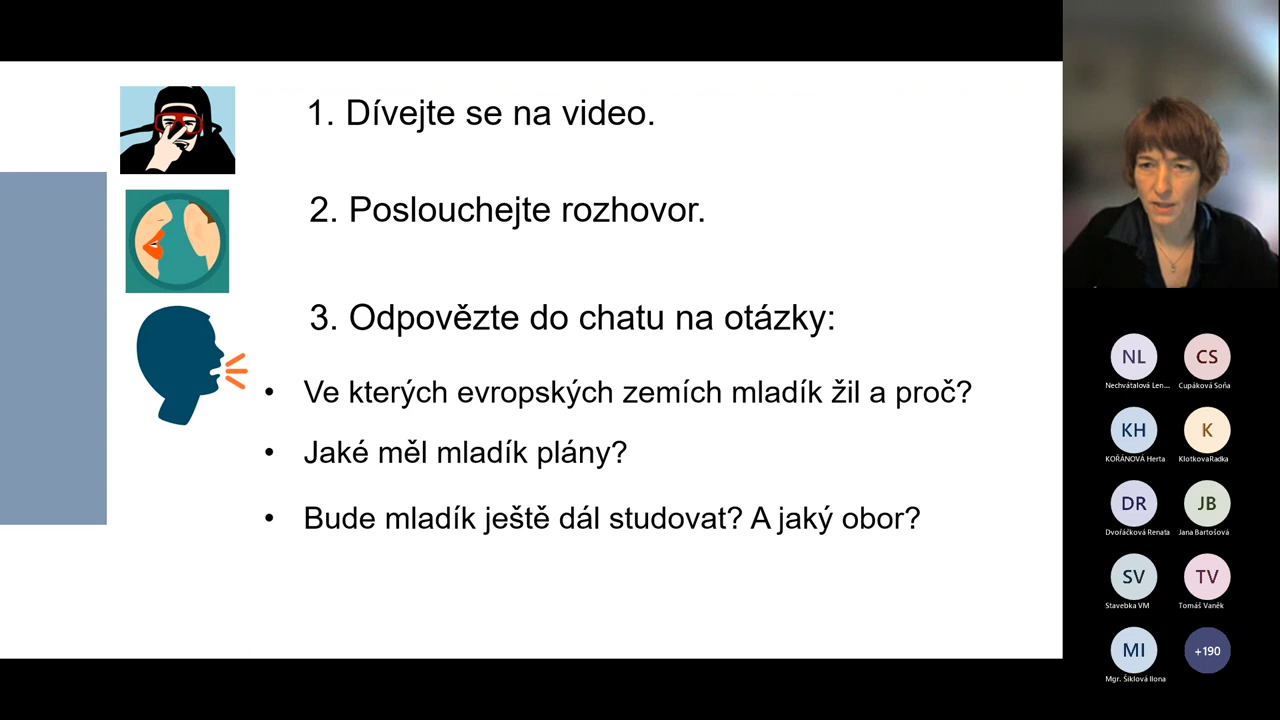 1. Dívejte se na video.
2. Poslouchejte rozhovor.
3. Odpovězte do chatu na otázky:
• Ve kterých evropských zemích mladík žil a proč?
• Jaké měl mladík plány?
• Bude mladík ještě dál studovat? A jaký obor?
NL
CS
Nechvátalová Len...
Cupáková Soňa
KH
K
KOŘÁNOVÁ Herta
KlotkovaRadka
DR
JB
Dvořáčková Renata
Jana Bartošová
SV
TV
Stavebka VM
Tomáš Vaněk
MI
+190
Mgr. Šiklová Ilona